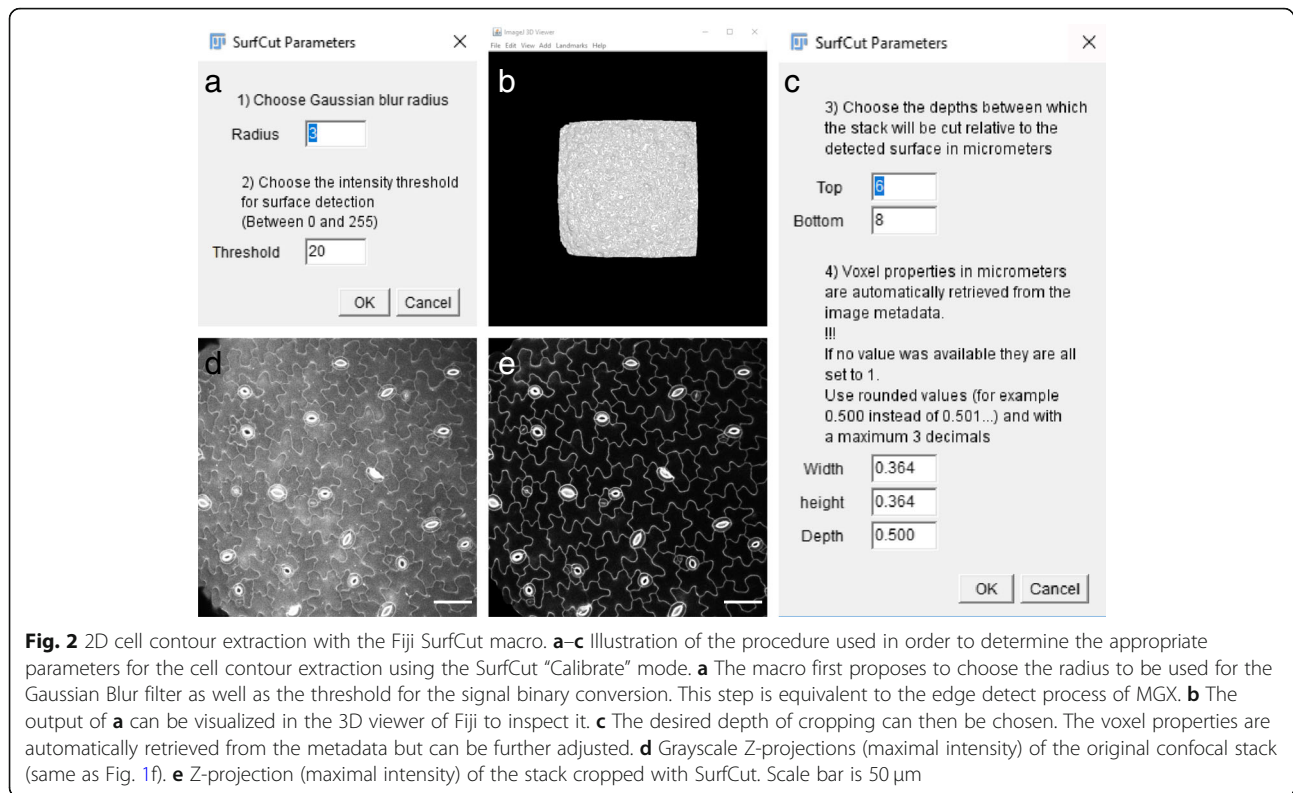 SurfCut Parameters
a
1) Choose Gaussian blur radius
Radius 3
2) Choose the intensity threshold
for surface detection
(Between 0 and 255)
Threshold 20
OK Cancel
ImageJ 3D Viewer
File Edit View Add Landmarks Help
b
SurfCut Parameters
c
3) Choose the depths between which
the stack will be cut relative to the
detected surface in micrometers
Top 6
Bottom 8
4) Voxel properties in micrometers
are automatically retrieved from the
image metadata.
!!!
If no value was available they are all
set to 1.
Use rounded values (for example
0.500 instead of 0.501...) and with
a maximum 3 decimals
Width 0.364
height 0.364
Depth 0.500
OK Cancel
d
e
Fig. 2 2D cell contour extraction with the Fiji SurfCut macro. a–c Illustration of the procedure used in order to determine the appropriate
parameters for the cell contour extraction using the SurfCut “Calibrate” mode. a The macro first proposes to choose the radius to be used for the
Gaussian Blur filter as well as the threshold for the signal binary conversion. This step is equivalent to the edge detect process of MGX. b The
output of a can be visualized in the 3D viewer of Fiji to inspect it. c The desired depth of cropping can then be chosen. The voxel properties are
automatically retrieved from the metadata but can be further adjusted. d Grayscale Z-projections (maximal intensity) of the original confocal stack
(same as Fig. 1f). e Z-projection (maximal intensity) of the stack cropped with SurfCut. Scale bar is 50 μm